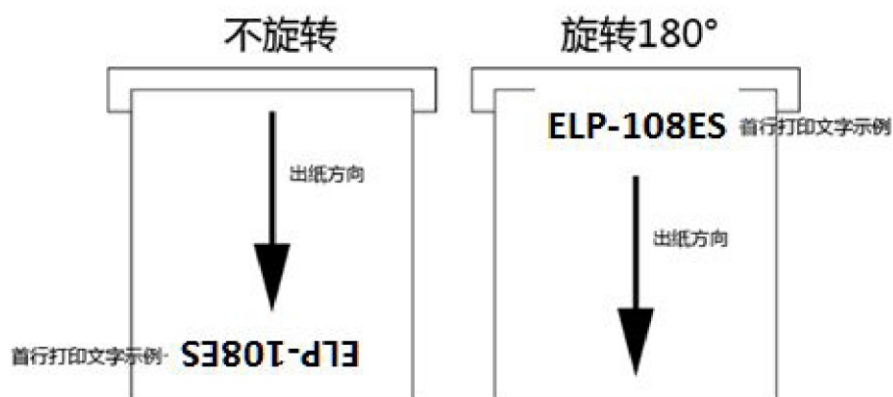 不旋转
旋转180°
ELP-108ES 首行打印文字示例
出纸方向
出纸方向
首行打印文字示例 ELP-108ES